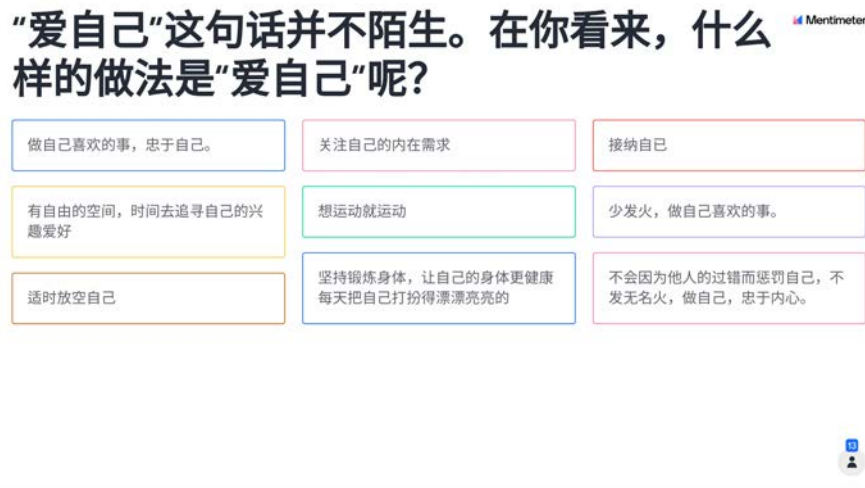 “爱自己”这句话并不陌生。在你看来，什么
样的做法是“爱自己”呢？
Mentimeter
做自己喜欢的事，忠于自己。
关注自己的内在需求
接纳自已
有自由的空间，时间去追寻自己的兴
趣爱好
想运动就运动
少发火，做自己喜欢的事。
适时放空自己
坚持锻炼身体，让自己的身体更健康
每天把自己打扮得漂漂亮亮的
不会因为他人的过错而惩罚自己，不
发无名火，做自己，忠于内心。
13